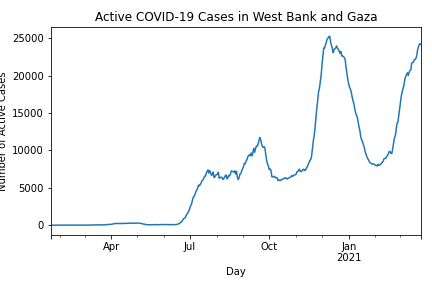 Active COVID-19 Cases in West Bank and Gaza
Number of Active Cases
25000
20000
15000
10000
5000
0
Apr
Jul
Oct
Jan
2021
Day